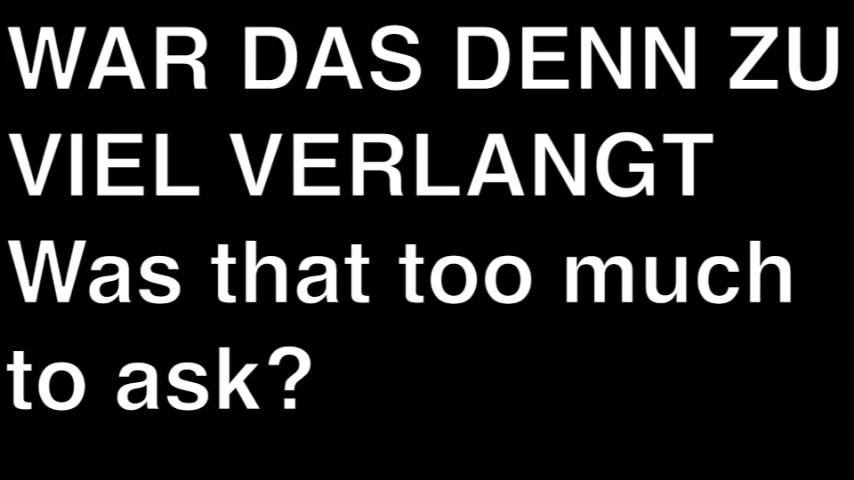 WAR DAS DENN ZU
VIEL VERLANGT
Was that too much
to ask?